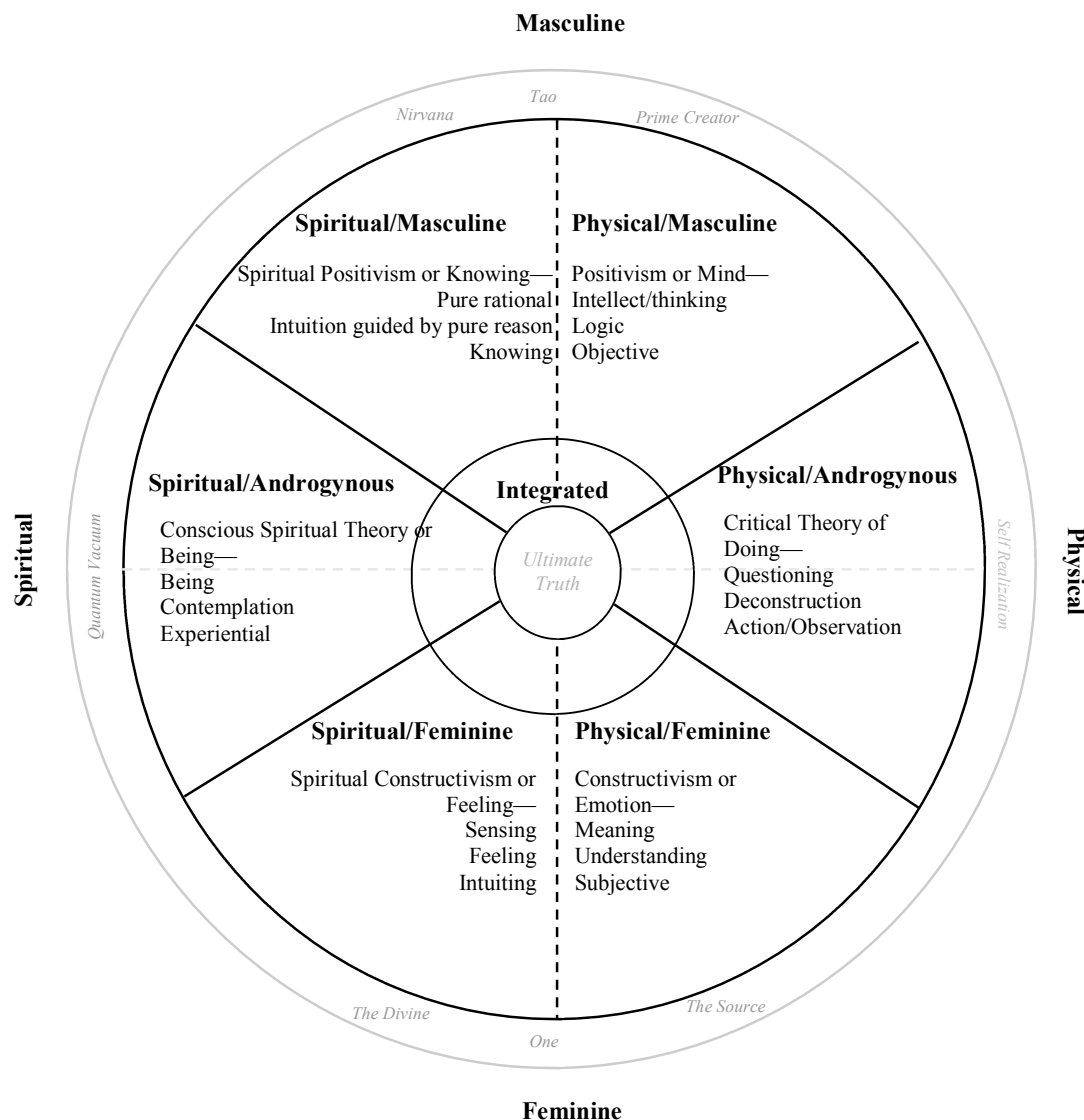 Masculine
Tao
Nirvana
Prime Creator
Spiritual/Masculine
Spiritual Positivism or Knowing—
Pure rational
Intuition guided by pure reason
Knowing
Physical/Masculine
Positivism or Mind—
Intellect/thinking
Logic
Objective
Spiritual
Quantum Vacuum
Spiritual/Androgynous
Conscious Spiritual Theory or
Being—
Being
Contemplation
Experiential
Integrated
Ultimate
Truth
Physical/Androgynous
Critical Theory of
Doing—
Questioning
Deconstruction
Action/Observation
Self Realization
Physical
Spiritual/Feminine
Spiritual Constructivism or
Feeling—
Sensing
Feeling
Intuiting
Physical/Feminine
Constructivism or
Emotion—
Meaning
Understanding
Subjective
The Divine
The Source
One
Feminine